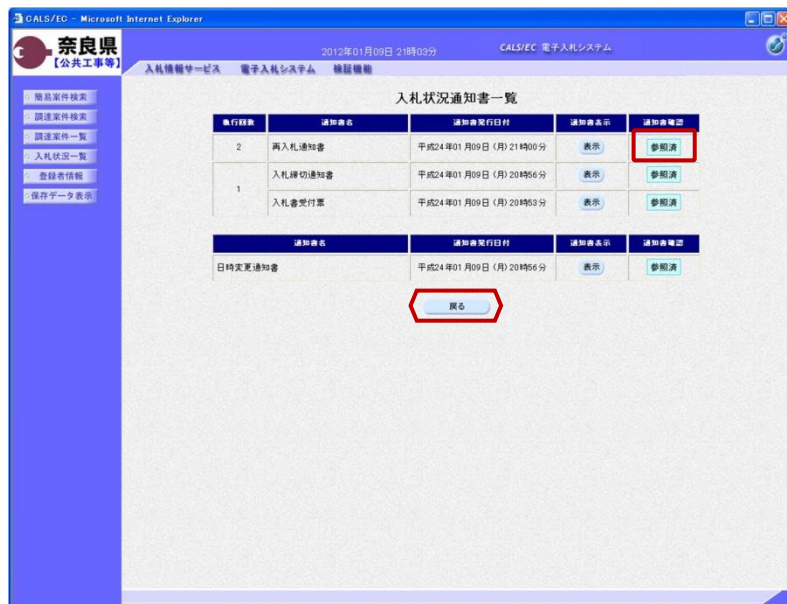 CALS/EC - Microsoft Internet Explorer
奈良県
【公共工事等】
2012年01月09日 21時03分
CALS/EC 電子入札システム
入札情報サービス 電子入札システム 検証機能
簡易案件検索
調達案件検索
調達案件一覧
入札状況一覧
登録者情報
保存データ表示
入札状況通知書一覧
執行回数 通知書名 通知書発行日付 通知書表示 通知書確認
2 再入札通知書 平成24年01月09日 (月) 21時00分 表示 参照済
1 入札締切通知書 平成24年01月09日 (月) 20時56分 表示 参照済
入札書受付票 平成24年01月09日 (月) 20時53分 表示 参照済
通知書名 通知書発行日付 通知書表示 通知書確認
日時変更通知書 平成24年01月09日 (月) 20時56分 表示 参照済
戻る